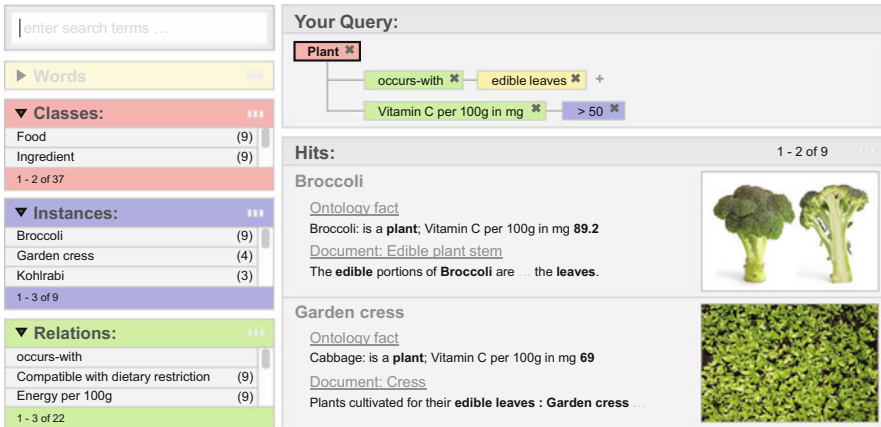 enter search terms ...
Words
Classes:
Food (9)
Ingredient (9)
1 - 2 of 37
Instances:
Broccoli (9)
Garden cress (4)
Kohlrabi (3)
1 - 3 of 9
Relations:
occurs-with
Compatible with dietary restriction (9)
Energy per 100g (9)
1 - 3 of 22
Your Query:
Plant ✖
occurs-with ✖ edible leaves ✖ +
Vitamin C per 100g in mg ✖ > 50 ✖
Hits: 1 - 2 of 9
Broccoli
Ontology fact
Broccoli: is a plant; Vitamin C per 100g in mg 89.2
Document: Edible plant stem
The edible portions of Broccoli are ... the leaves.
Garden cress
Ontology fact
Cabbage: is a plant; Vitamin C per 100g in mg 69
Document: Cress
Plants cultivated for their edible leaves : Garden cress ...